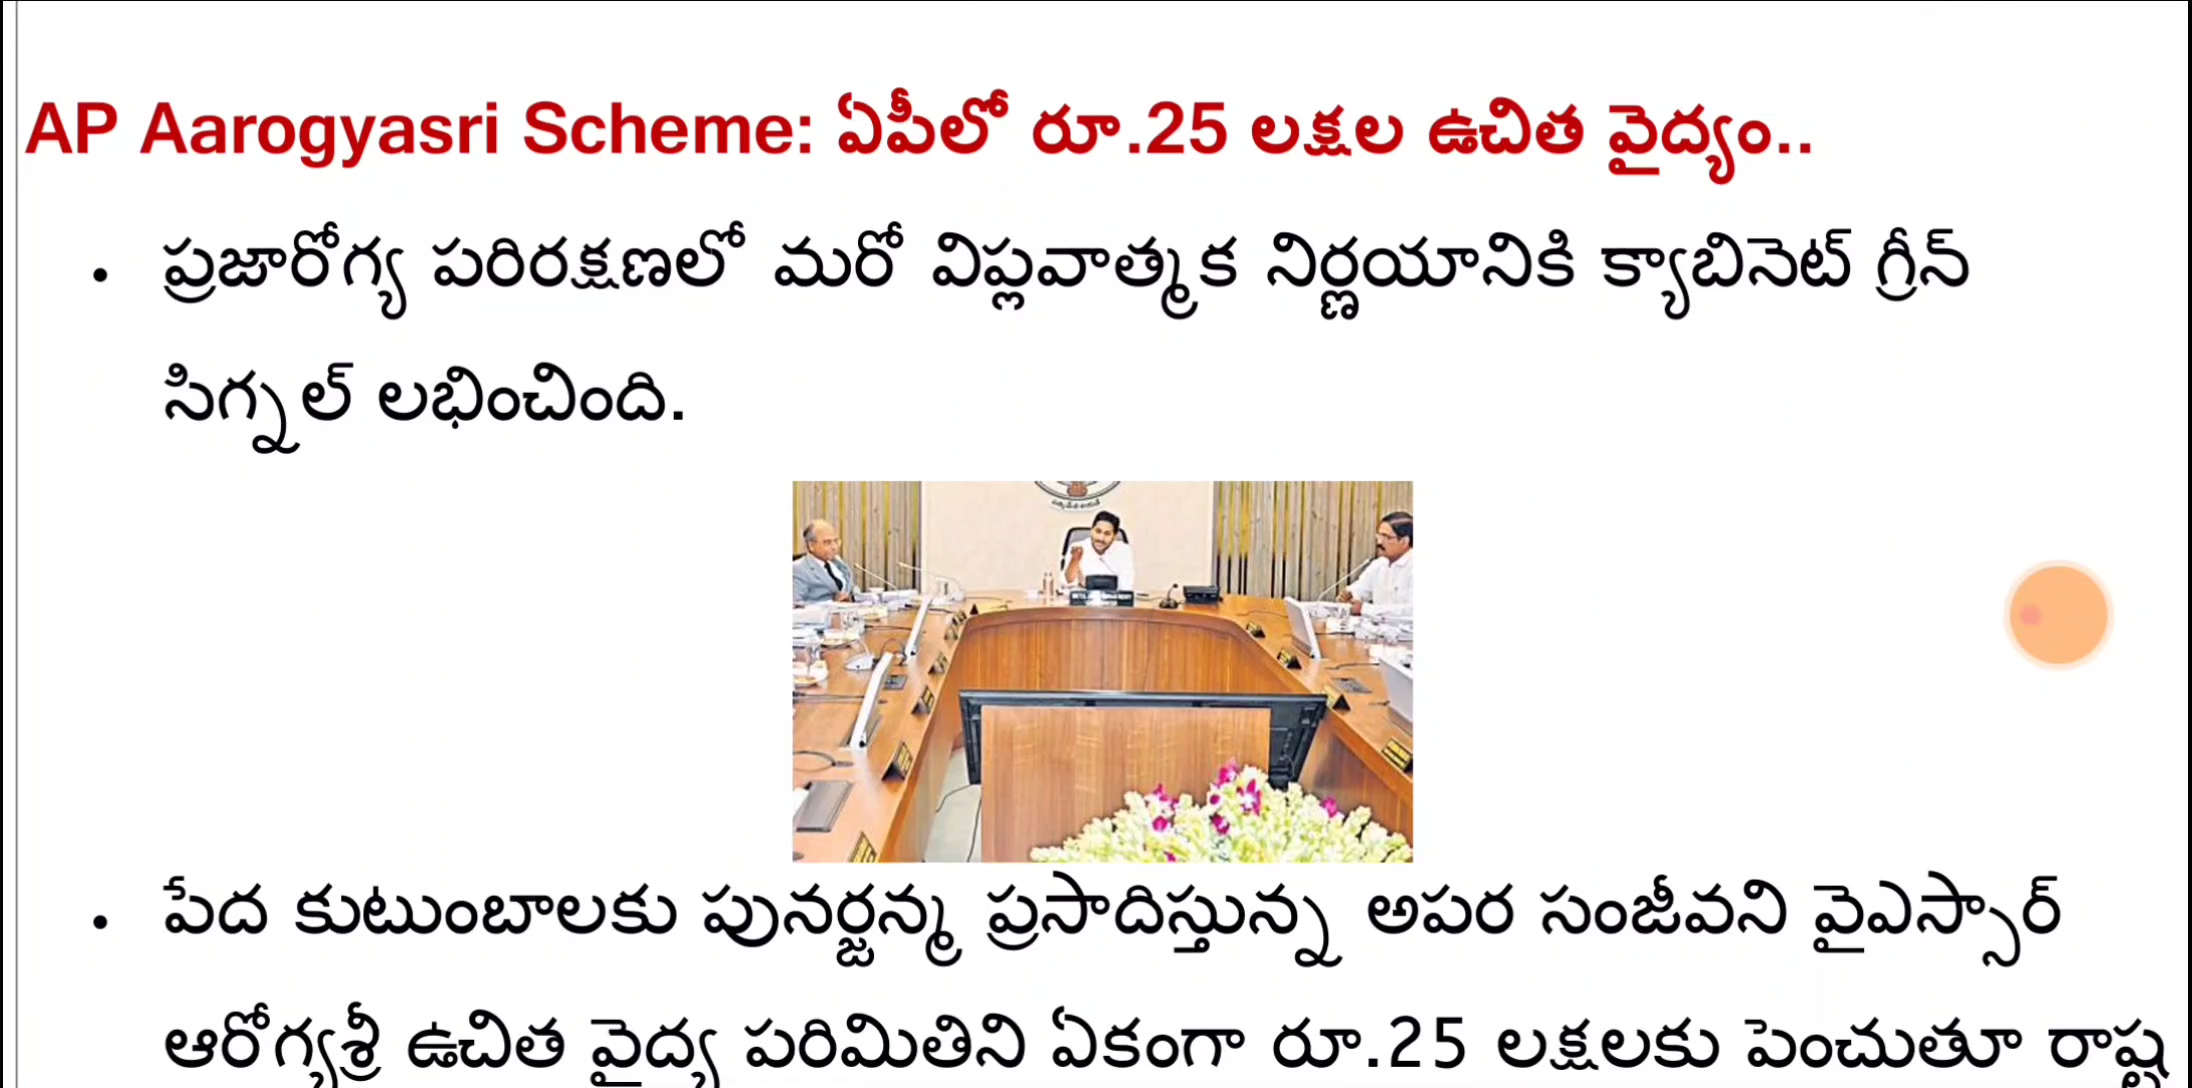 AP Aarogyasri Scheme: ఏపీలో రూ.25 లక్షల ఉచిత వైద్యం..
• ప్రజారోగ్య పరిరక్షణలో మరో విప్లవాత్మక నిర్ణయానికి క్యాబినెట్ గ్రీన్
సిగ్నల్ లభించింది.
• పేద కుటుంబాలకు పునర్జన్మ ప్రసాదిస్తున్న అపర సంజీవని వైఎస్సార్
ఆరోగ్యశ్రీ ఉచిత వైద్య పరిమితిని ఏకంగా రూ.25 లక్షలకు పెంచుతూ రాష్ట్ర